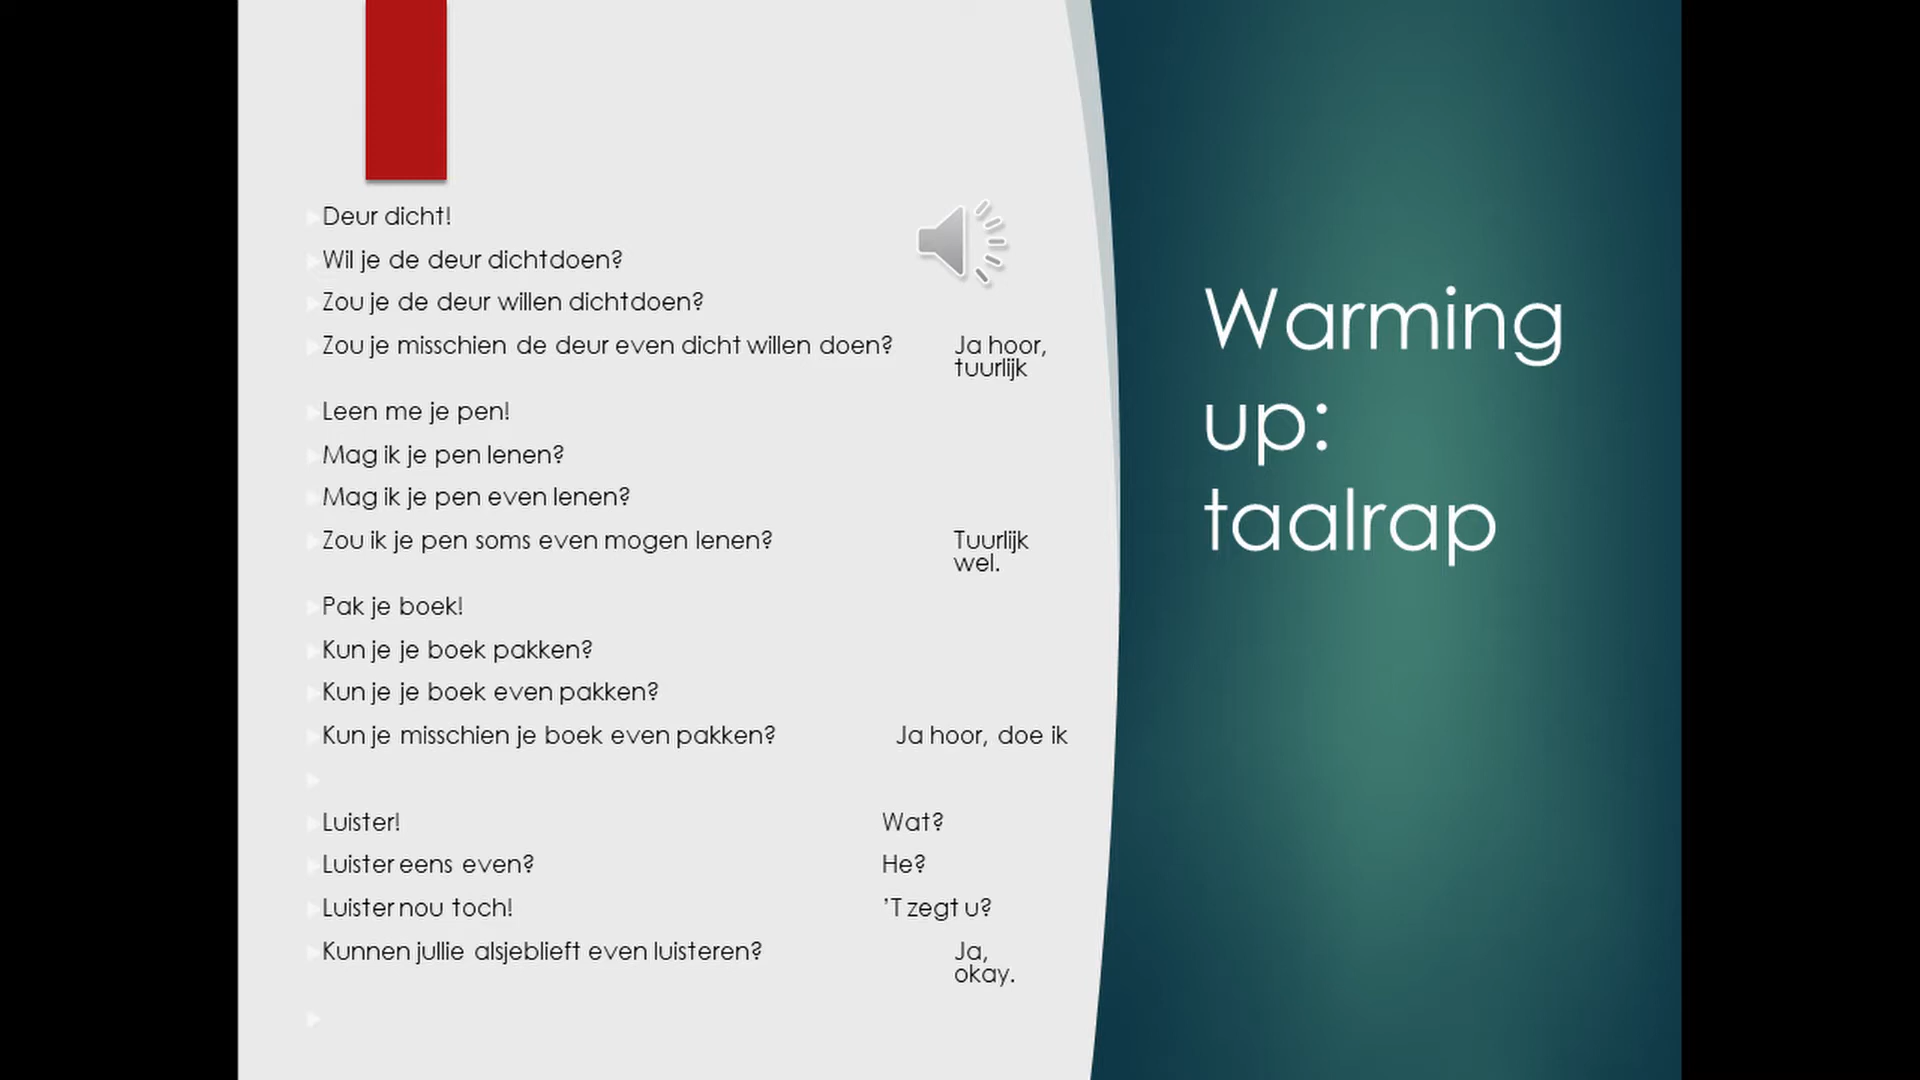 Deur dicht!
Wil je de deur dichtdoen?
Zou je de deur willen dichtdoen?
Zou je misschien de deur even dicht willen doen? Ja hoor,
tuurlijk
Leen me je pen!
Mag ik je pen lenen?
Mag ik je pen even lenen?
Zou ik je pen soms even mogen lenen? Tuurlijk
wel.
Pak je boek!
Kun je je boek pakken?
Kun je je boek even pakken?
Kun je misschien je boek even pakken? Ja hoor, doe ik
Luister! Wat?
Luister eens even? He?
Luister nou toch! ’T zegt u?
Kunnen jullie alsjeblieft even luisteren? Ja,
okay.
Warming
up:
taalrap